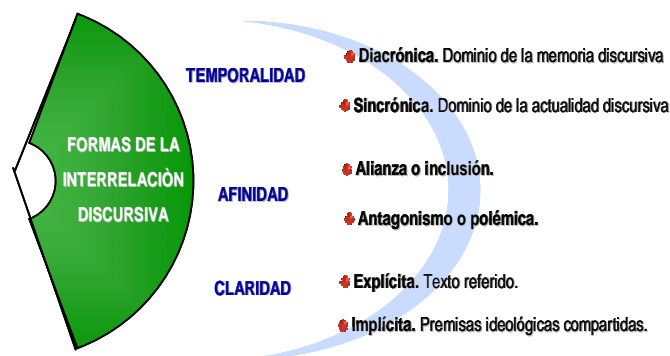 FORMAS DE LA
INTERRELACIÒN
DISCURSIVA
TEMPORALIDAD
Diacrónica. Dominio de la memoria discursiva
Sincrónica. Dominio de la actualidad discursiva
AFINIDAD
Alianza o inclusión.
Antagonismo o polémica.
CLARIDAD
Explícita. Texto referido.
Implícita. Premisas ideológicas compartidas.